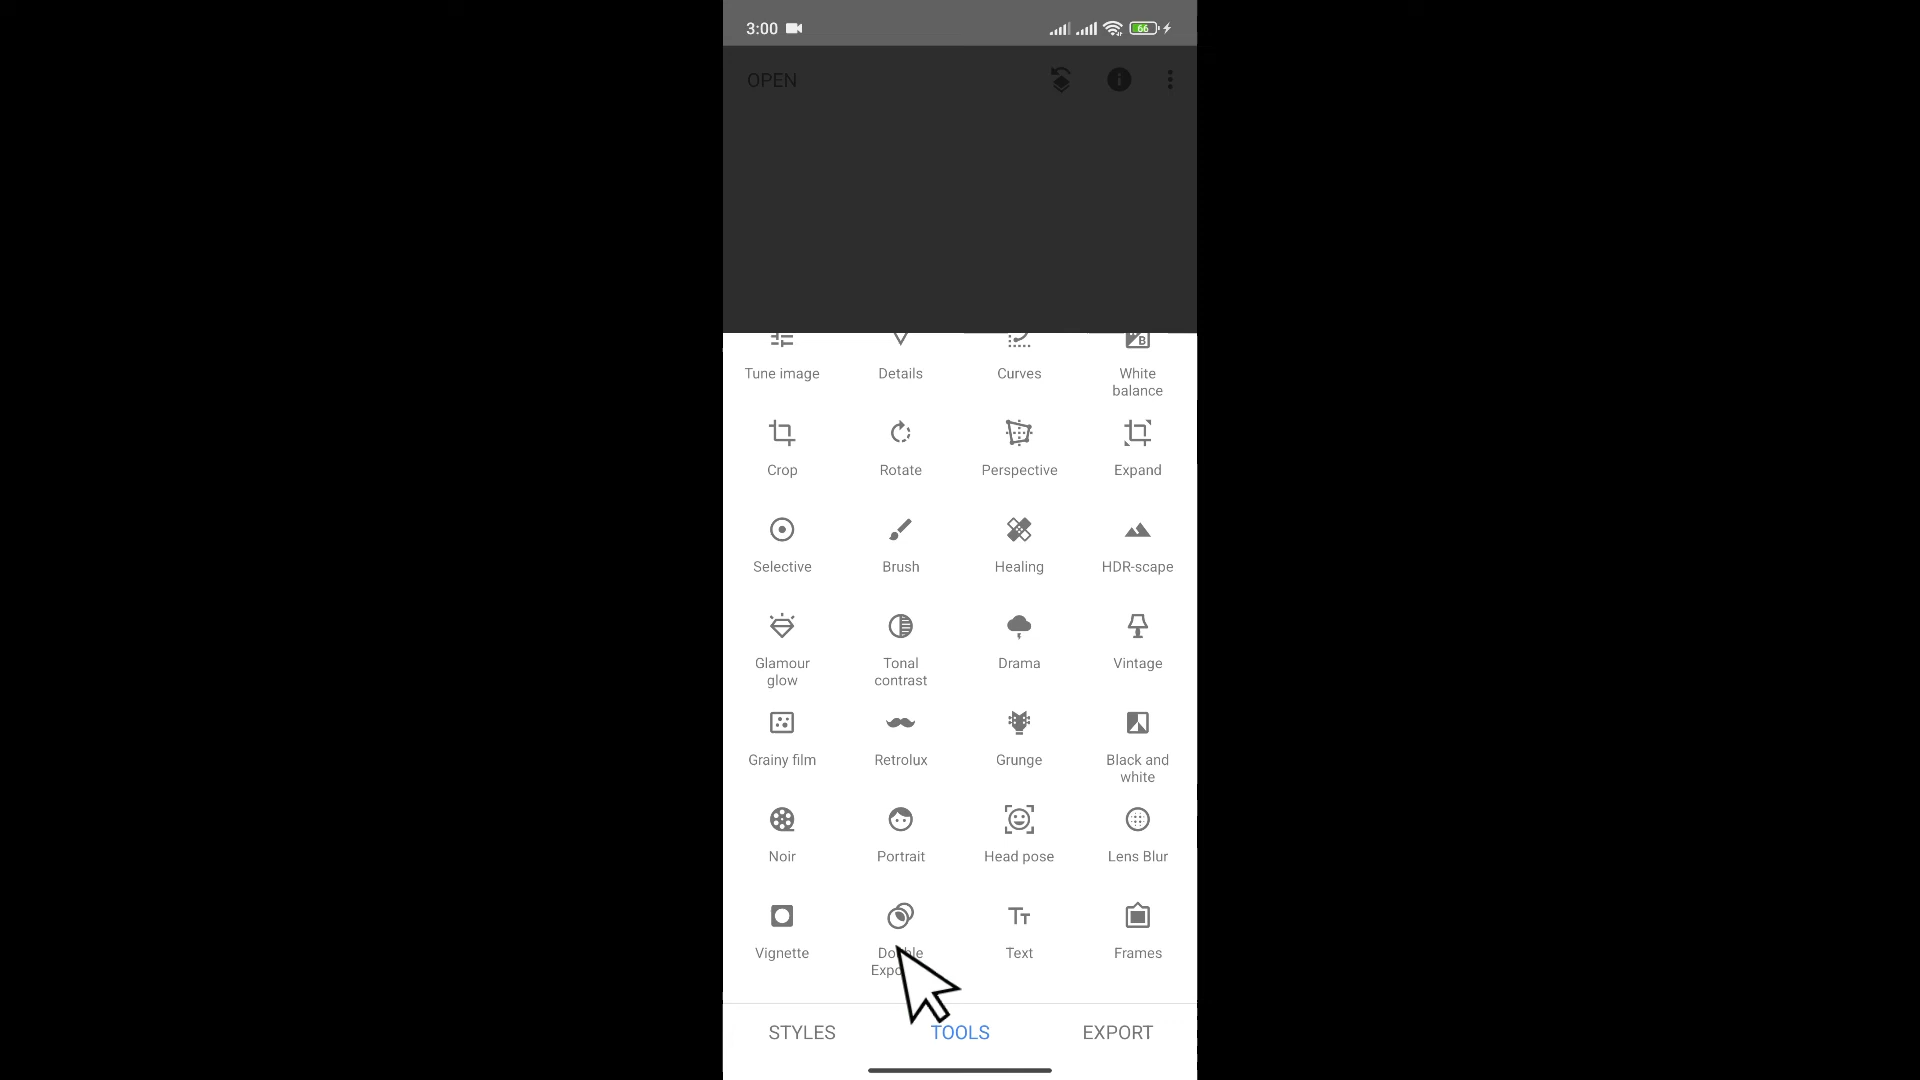 3:00
66
OPEN
Tune image
Details
Curves
White
balance
B
Crop
Rotate
Perspective
Expand
Selective
Brush
Healing
HDR-scape
Glamour
glow
Tonal
contrast
Drama
Vintage
Grainy film
Retrolux
Grunge
Black and
white
Noir
Portrait
Head pose
Lens Blur
Vignette
Text
Frames
STYLES
TOOLS
EXPORT